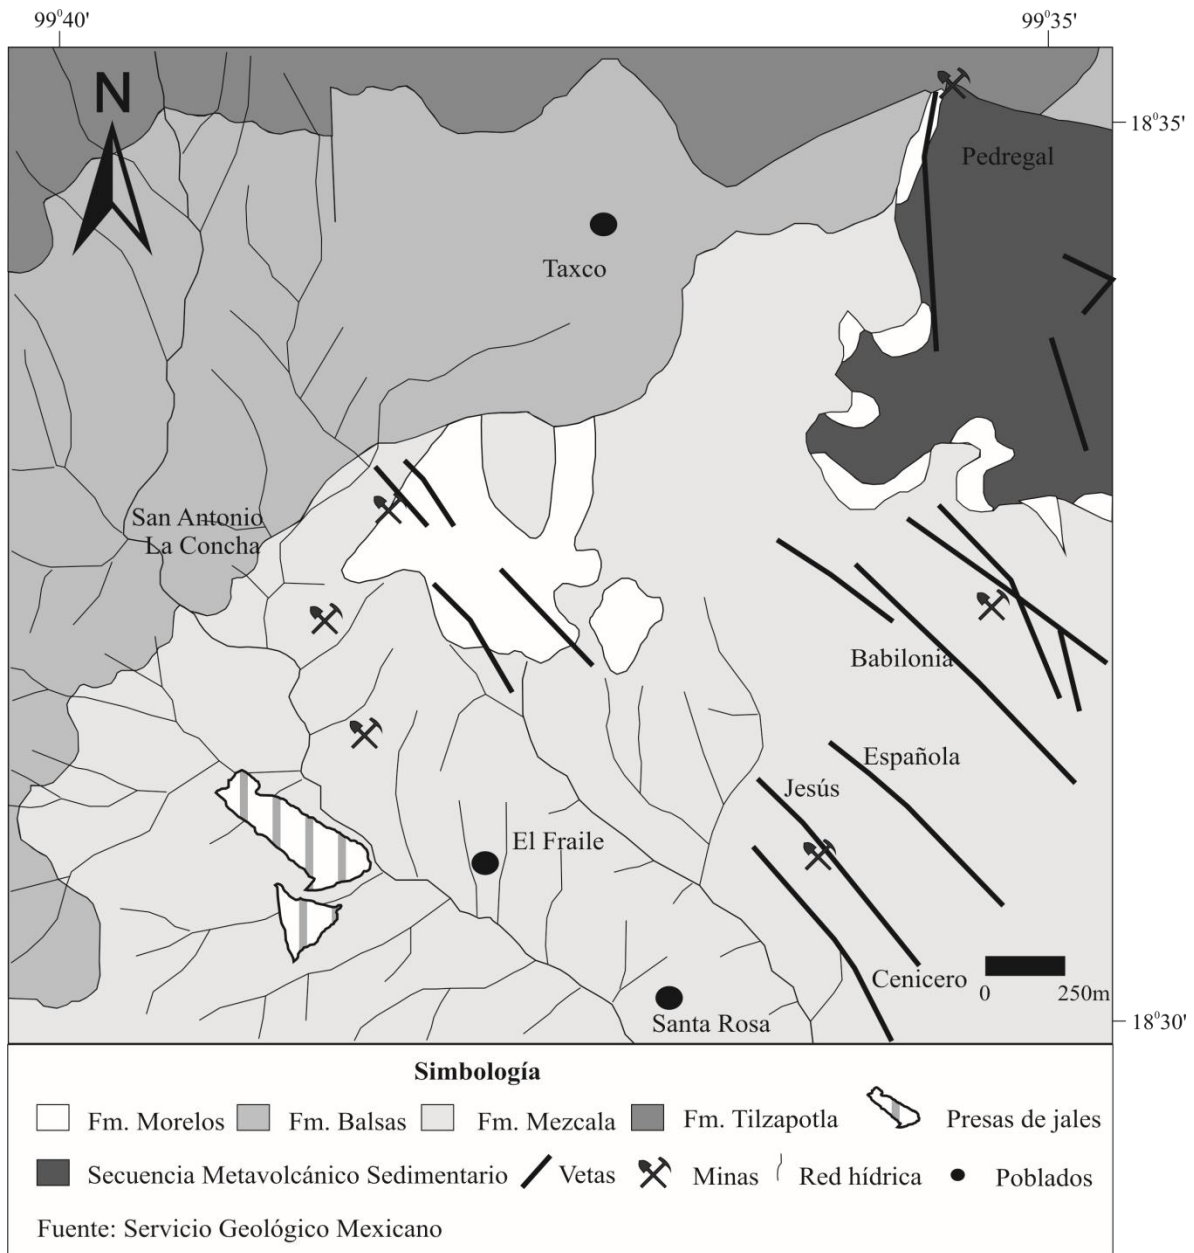 99°40'
99°35'
N
18°35'
Pedregal
Taxco
San Antonio
La Concha
Babilonia
Española
Jesús
El Fraile
Cenicero
0 250m
Santa Rosa
18°30'
Simbología
Fm. Morelos Fm. Balsas Fm. Mezcala Fm. Tilzapotla Presas de jales
Secuencia Metavolcánico Sedimentario Vetas Minas Red hídrica Poblados
Fuente: Servicio Geológico Mexicano